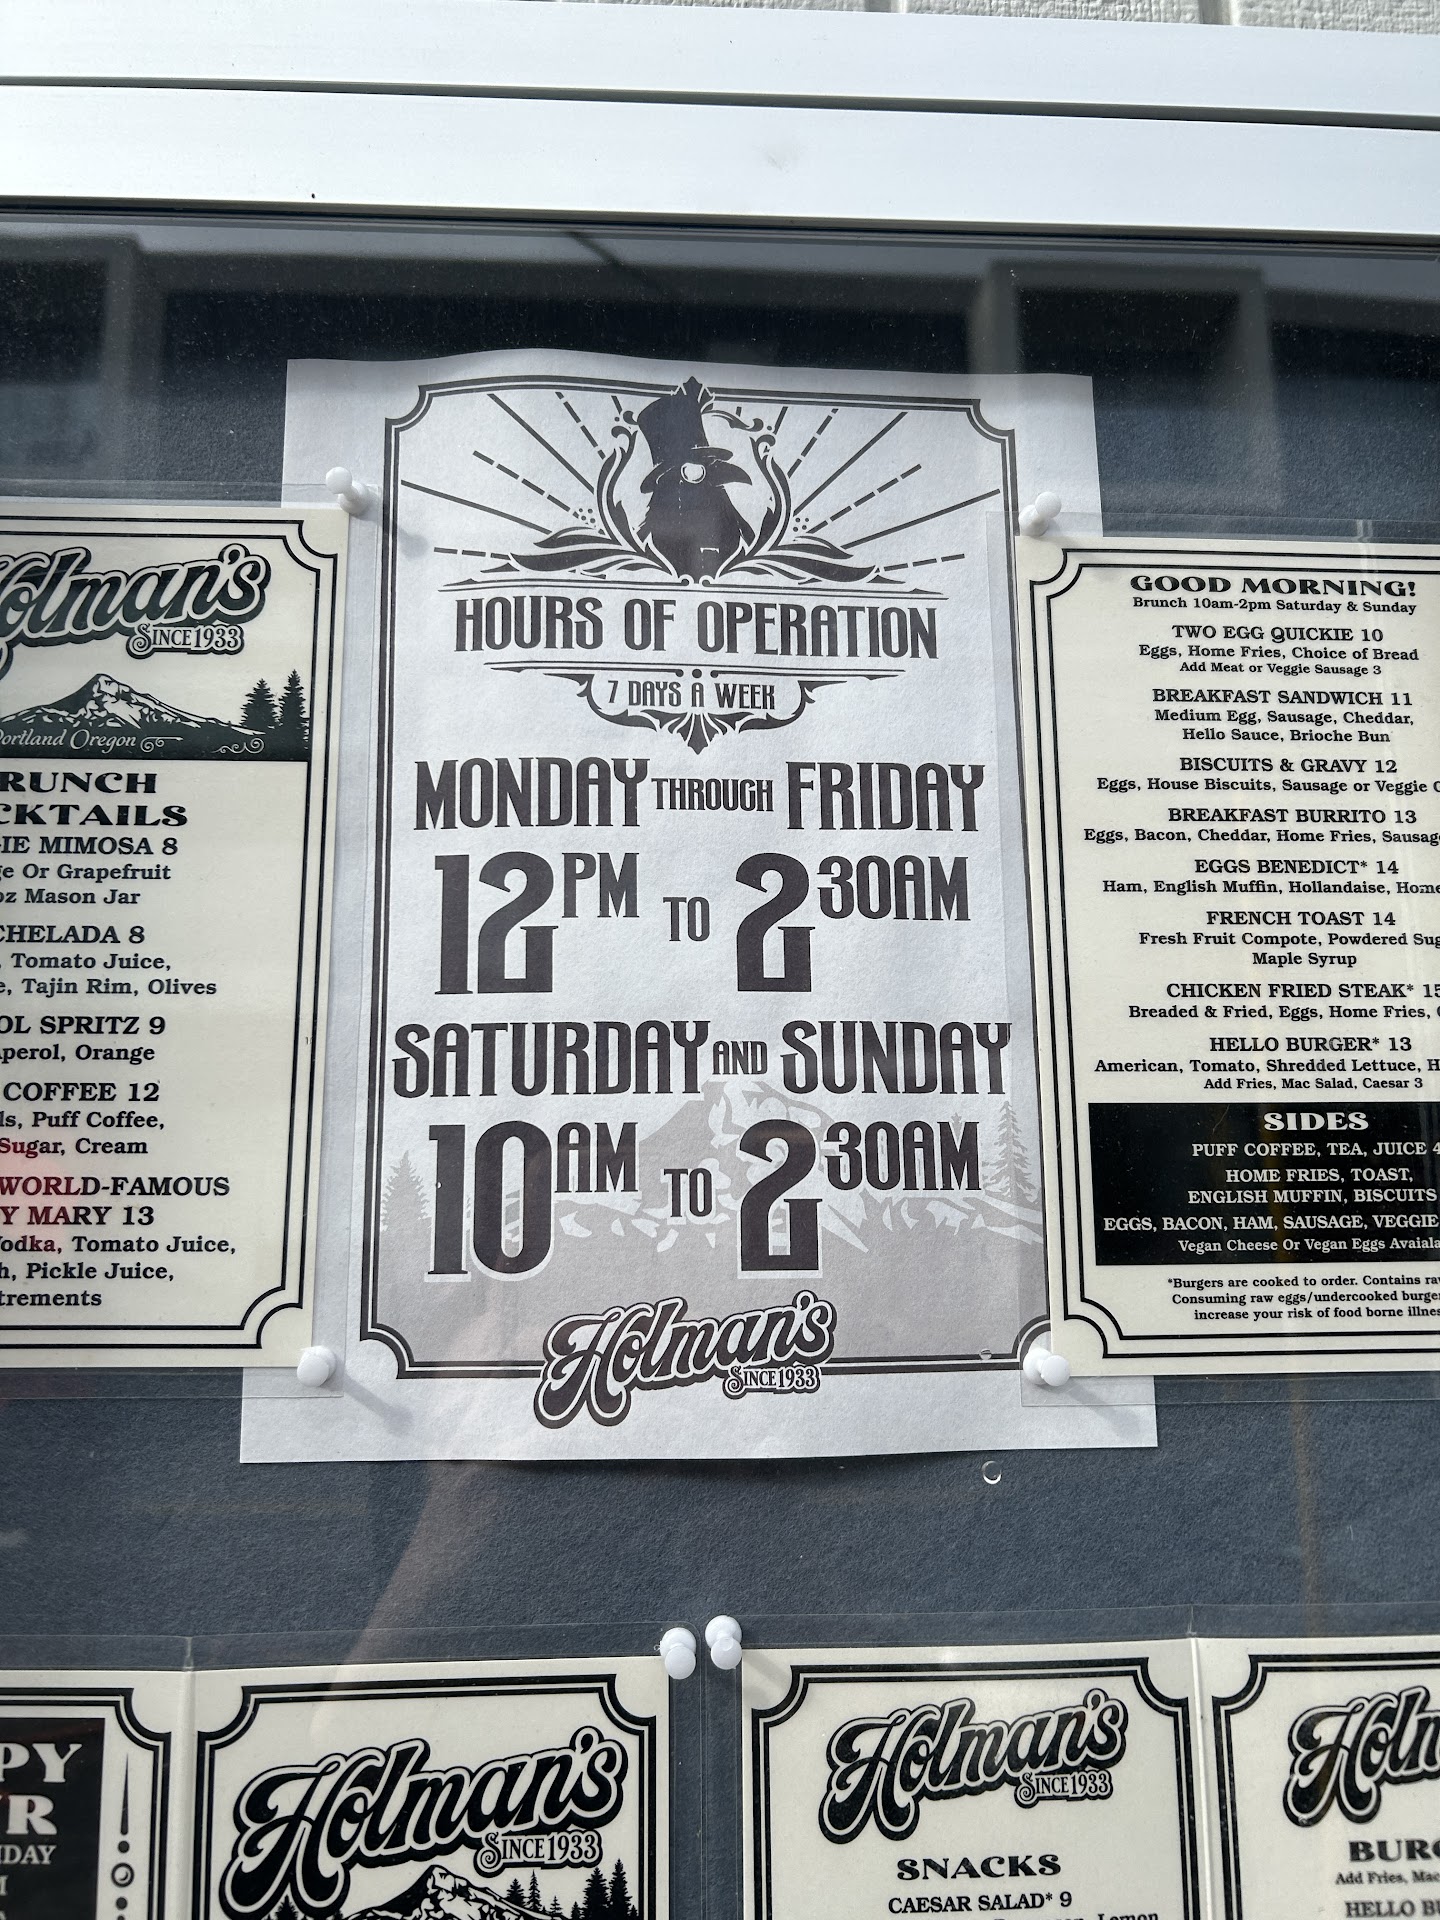 Holman's
SINCE 1933
Portland Oregon
MIMOSA 8
Or Grapefruit
Mason Jar
8
Tomato Juice,
Tajin Rim, Olives
SPRITZ 9
Aperol, Orange
COFFEE 12
Puff Coffee,
Sugar, Cream
WORLD-FAMOUS
MARY 13
Vodka, Tomato Juice,
Pickle Juice,
HOURS OF OPERATION
7 DAYS A WEEK
MONDAY THROUGH FRIDAY
12PM TO 230AM
SATURDAY AND SUNDAY
10AM TO 230AM
Holman's
SINCE 1933
GOOD MORNING!
Brunch 10am-2pm Saturday & Sunday
TWO EGG QUICKIE 10
Eggs, Home Fries, Choice of Bread
Add Meat or Veggie Sausage 3
BREAKFAST SANDWICH 11
Medium Egg, Sausage, Cheddar,
Hello Sauce, Brioche Bun
BISCUITS & GRAVY 12
Eggs, House Biscuits, Sausage or Veggie
BREAKFAST BURRITO 13
Eggs, Bacon, Cheddar, Home Fries,
EGGS BENEDICT* 14
Ham, English Muffin, Hollandaise,
FRENCH TOAST 14
Fresh Fruit Compote, Powdered
Maple Syrup
CHICKEN FRIED STEAK* 15
Breaded & Fried, Eggs, Home Fries,
HELLO BURGER* 13
American, Tomato, Shredded Lettuce,
Add Fries, Mac Salad, Caesar 3
SIDES
PUFF COFFEE, TEA, JUICE 4
HOME FRIES, TOAST,
ENGLISH MUFFIN, BISCUITS
EGGS, BACON, HAM, SAUSAGE, VEGGIE
Vegan Cheese Or Vegan Eggs
*Burgers are cooked to order. Contains
Consuming raw eggs/undercooked
increase your risk of food borne
Holman's
SINCE 1933
Holman's
SINCE 1933
SNACKS
CAESAR SALAD* 9
Lemon
Add Fries,
HELLO